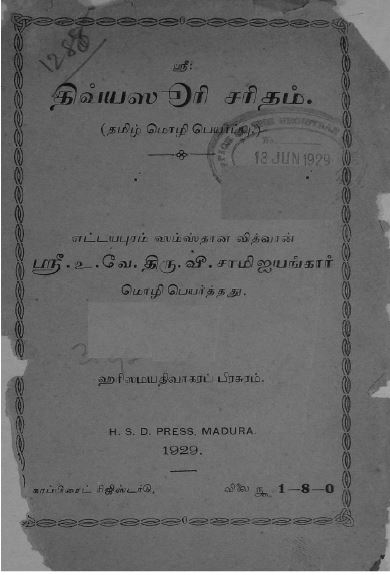 1288
ஸ்ரீ:
திவ்யஸூரி சரிதம்.
(தமிழ் மொழி பெயர்ப்பு)
13 JUN 1929
எட்டயபுரம் ஸம்ஸ்தான வித்வான்
ஸ்ரீ. உ. வே. திரு. வீ. சாமி ஐயங்கார்
மொழி பெயர்த்தது.
ஹரிஸமயதிவாகரப் பிரசுரம்.
H. S. D. PRESS, MADURA.
1929.
காப்பிரைட் ரிஜிஸ்டர்டு, விலை ரூ 1-8-0